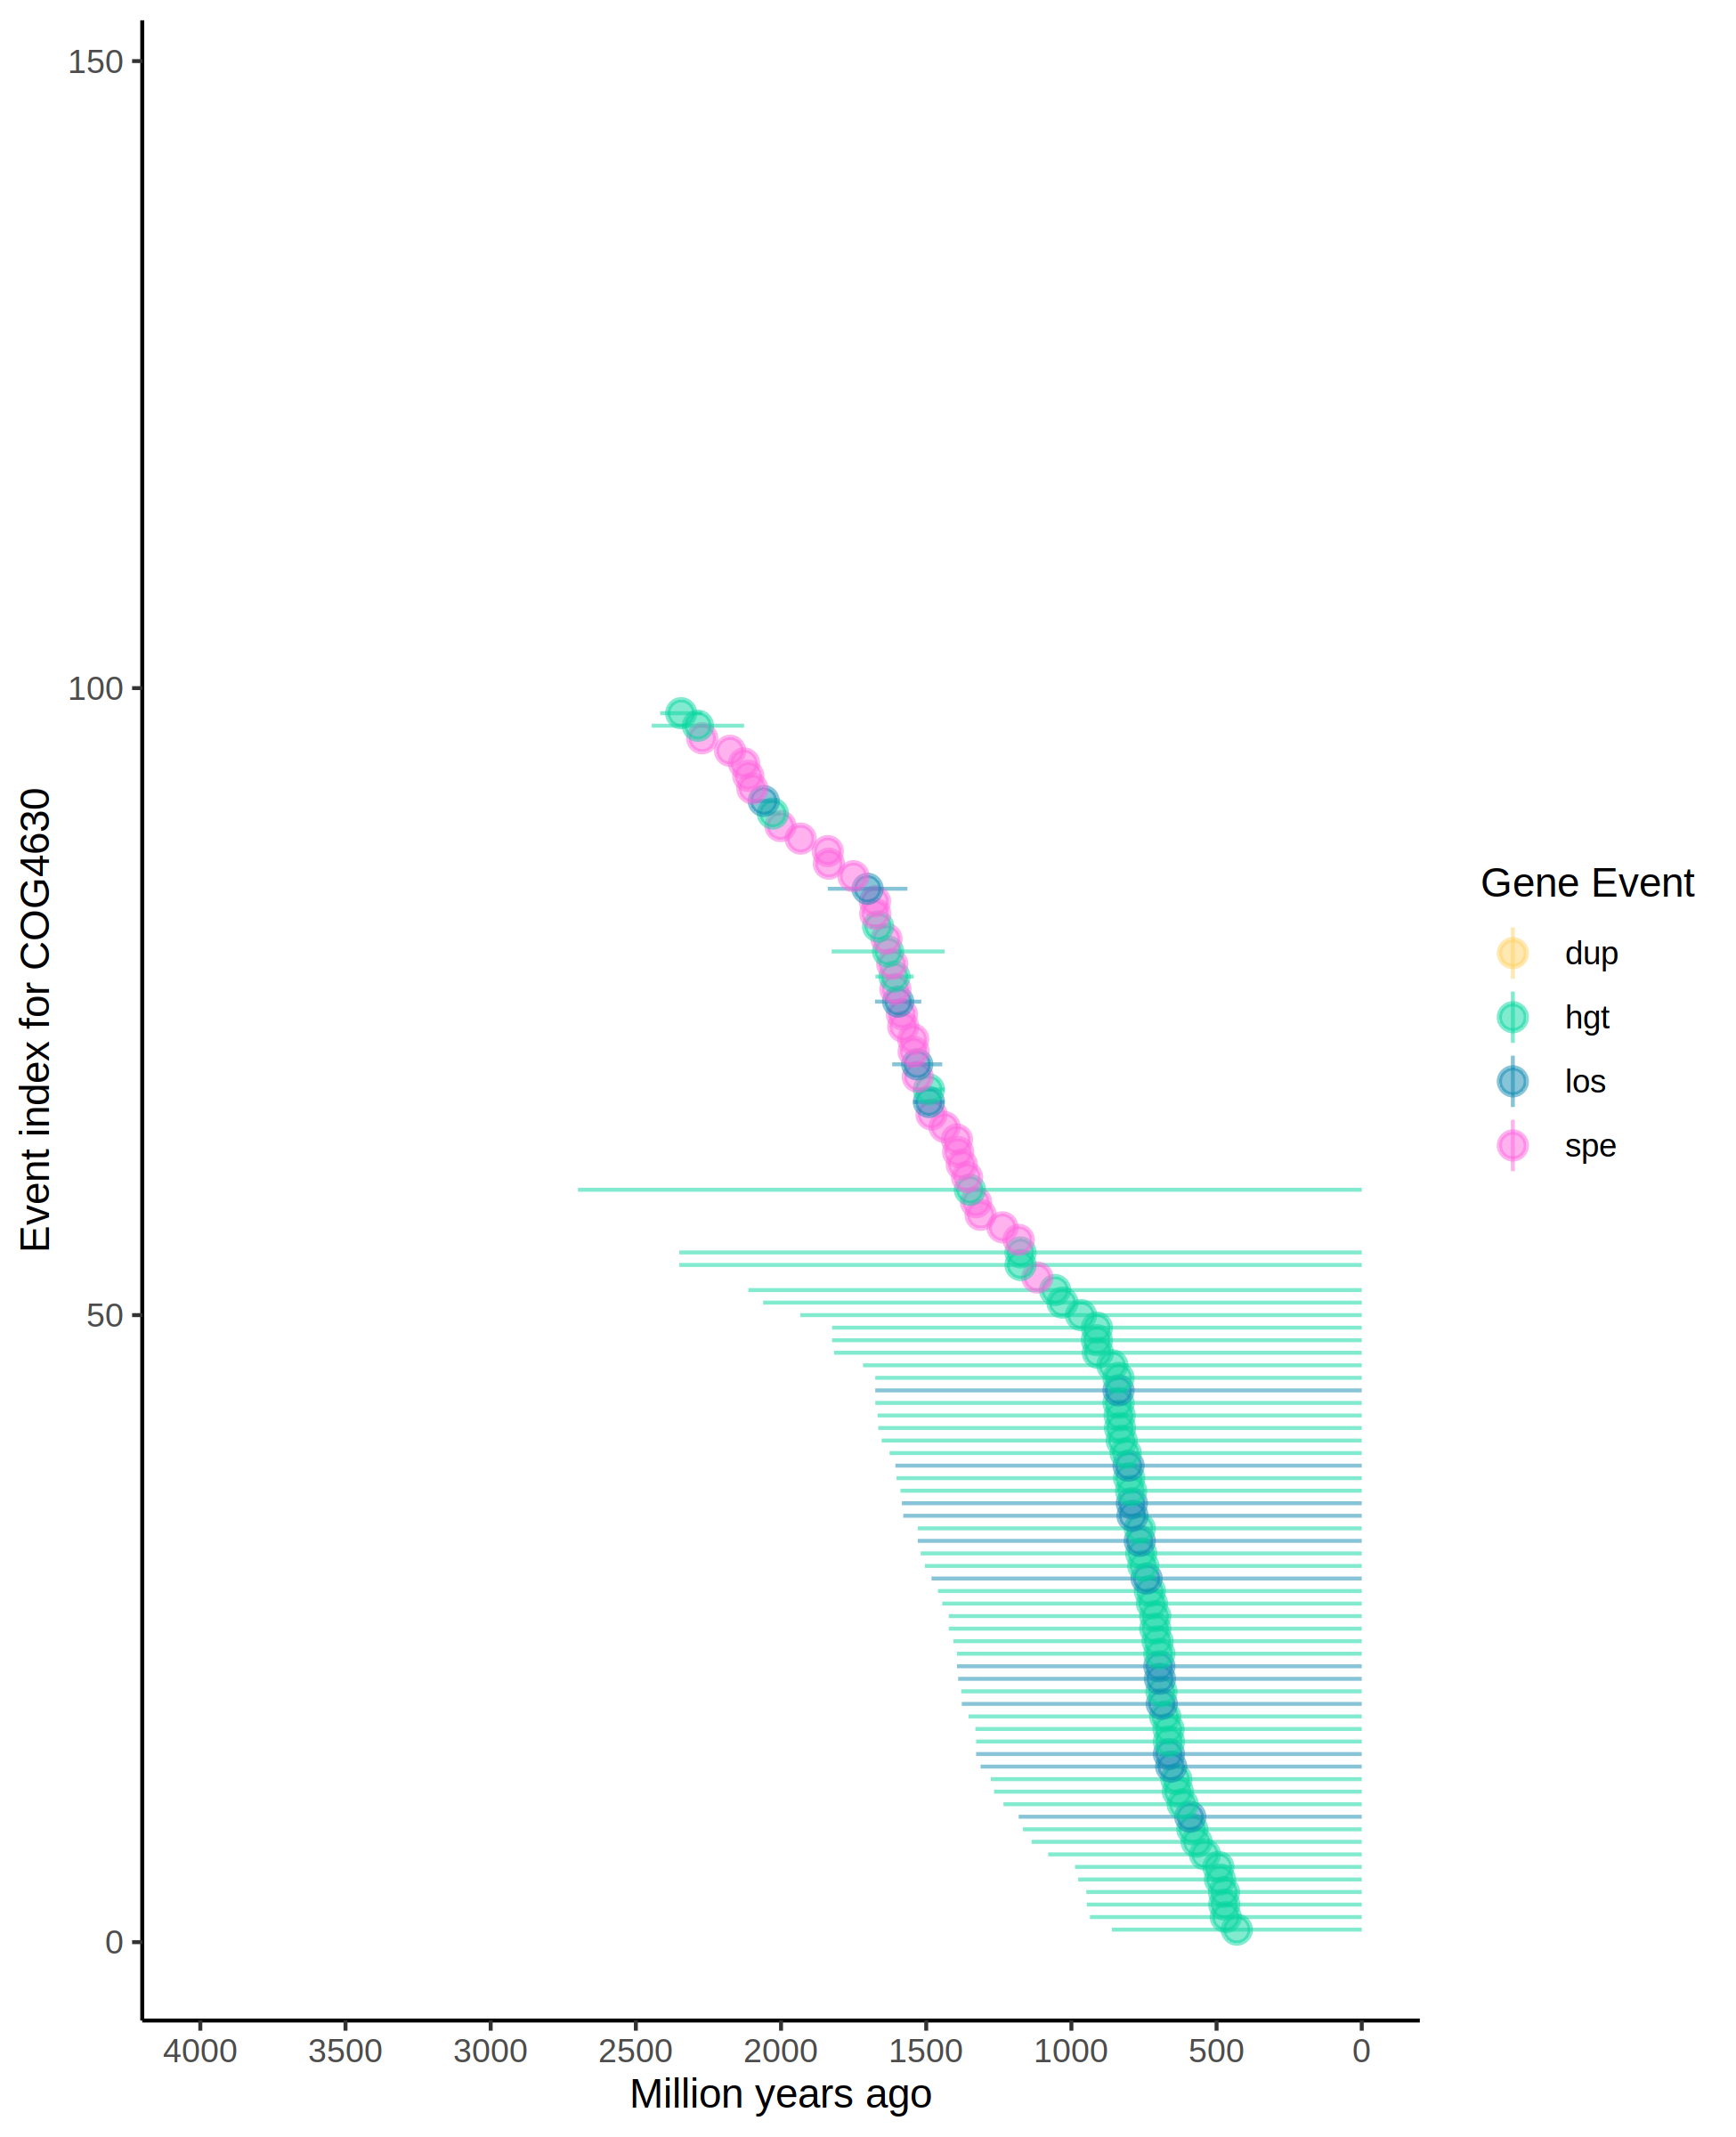 150
100
50
0
Event index for COG4630
4000 3500 3000 2500 2000 1500 1000 500 0
Million years ago
Gene Event
dup
hgt
los
spe